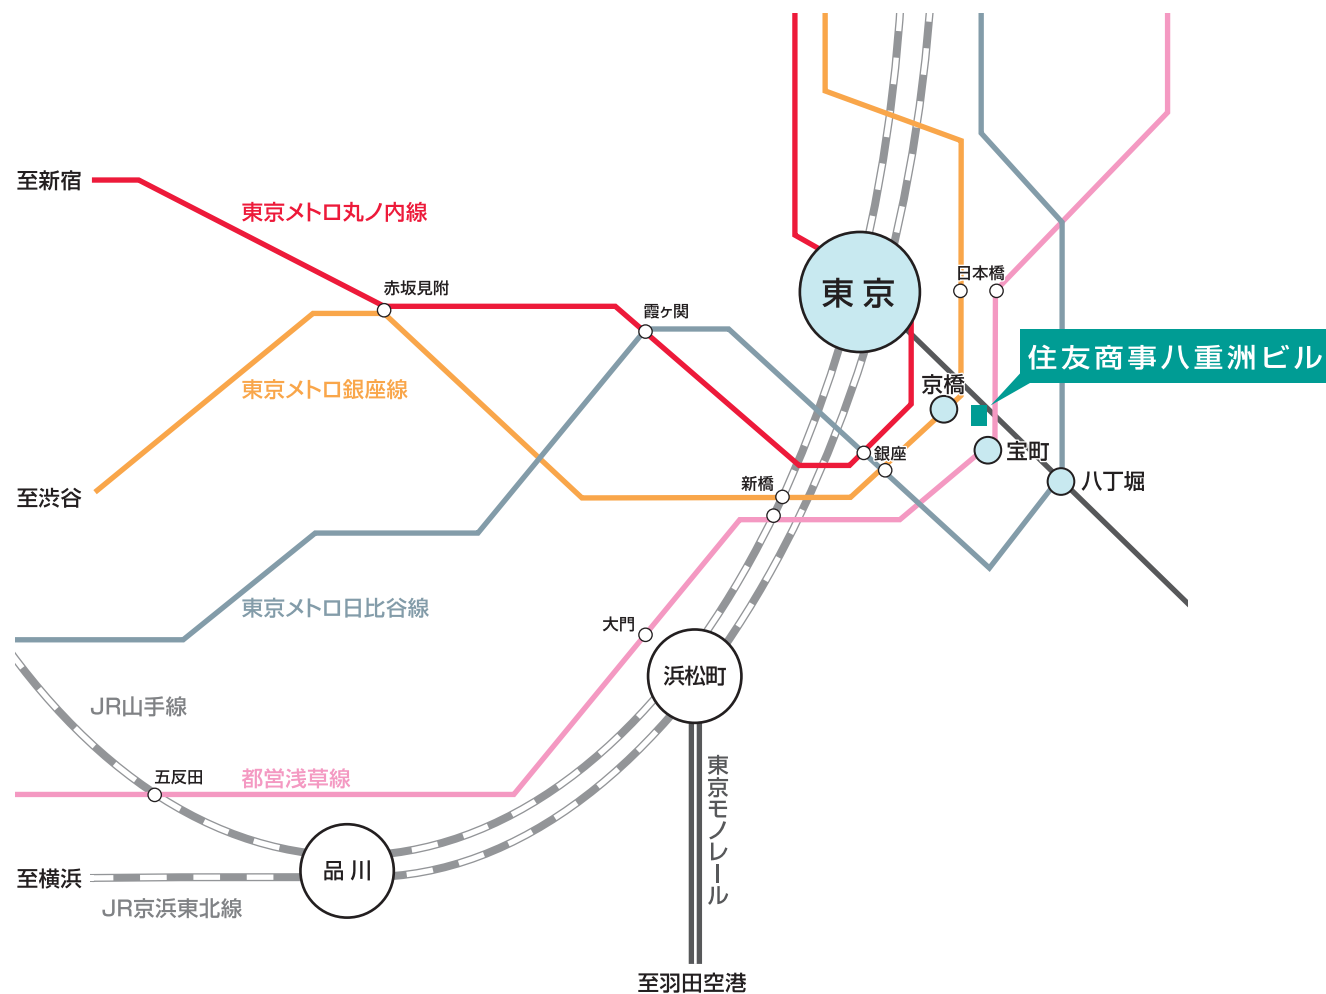 至新宿
東京メトロ丸ノ内線
赤坂見附
霞ヶ関
東京
日本橋
住友商事八重洲ビル
京橋
東京メトロ銀座線
銀座
宝町
八丁堀
至渋谷
新橋
東京メトロ日比谷線
大門
浜松町
JR山手線
五反田
都営浅草線
東京モノレール
品川
至横浜
JR京浜東北線
至羽田空港